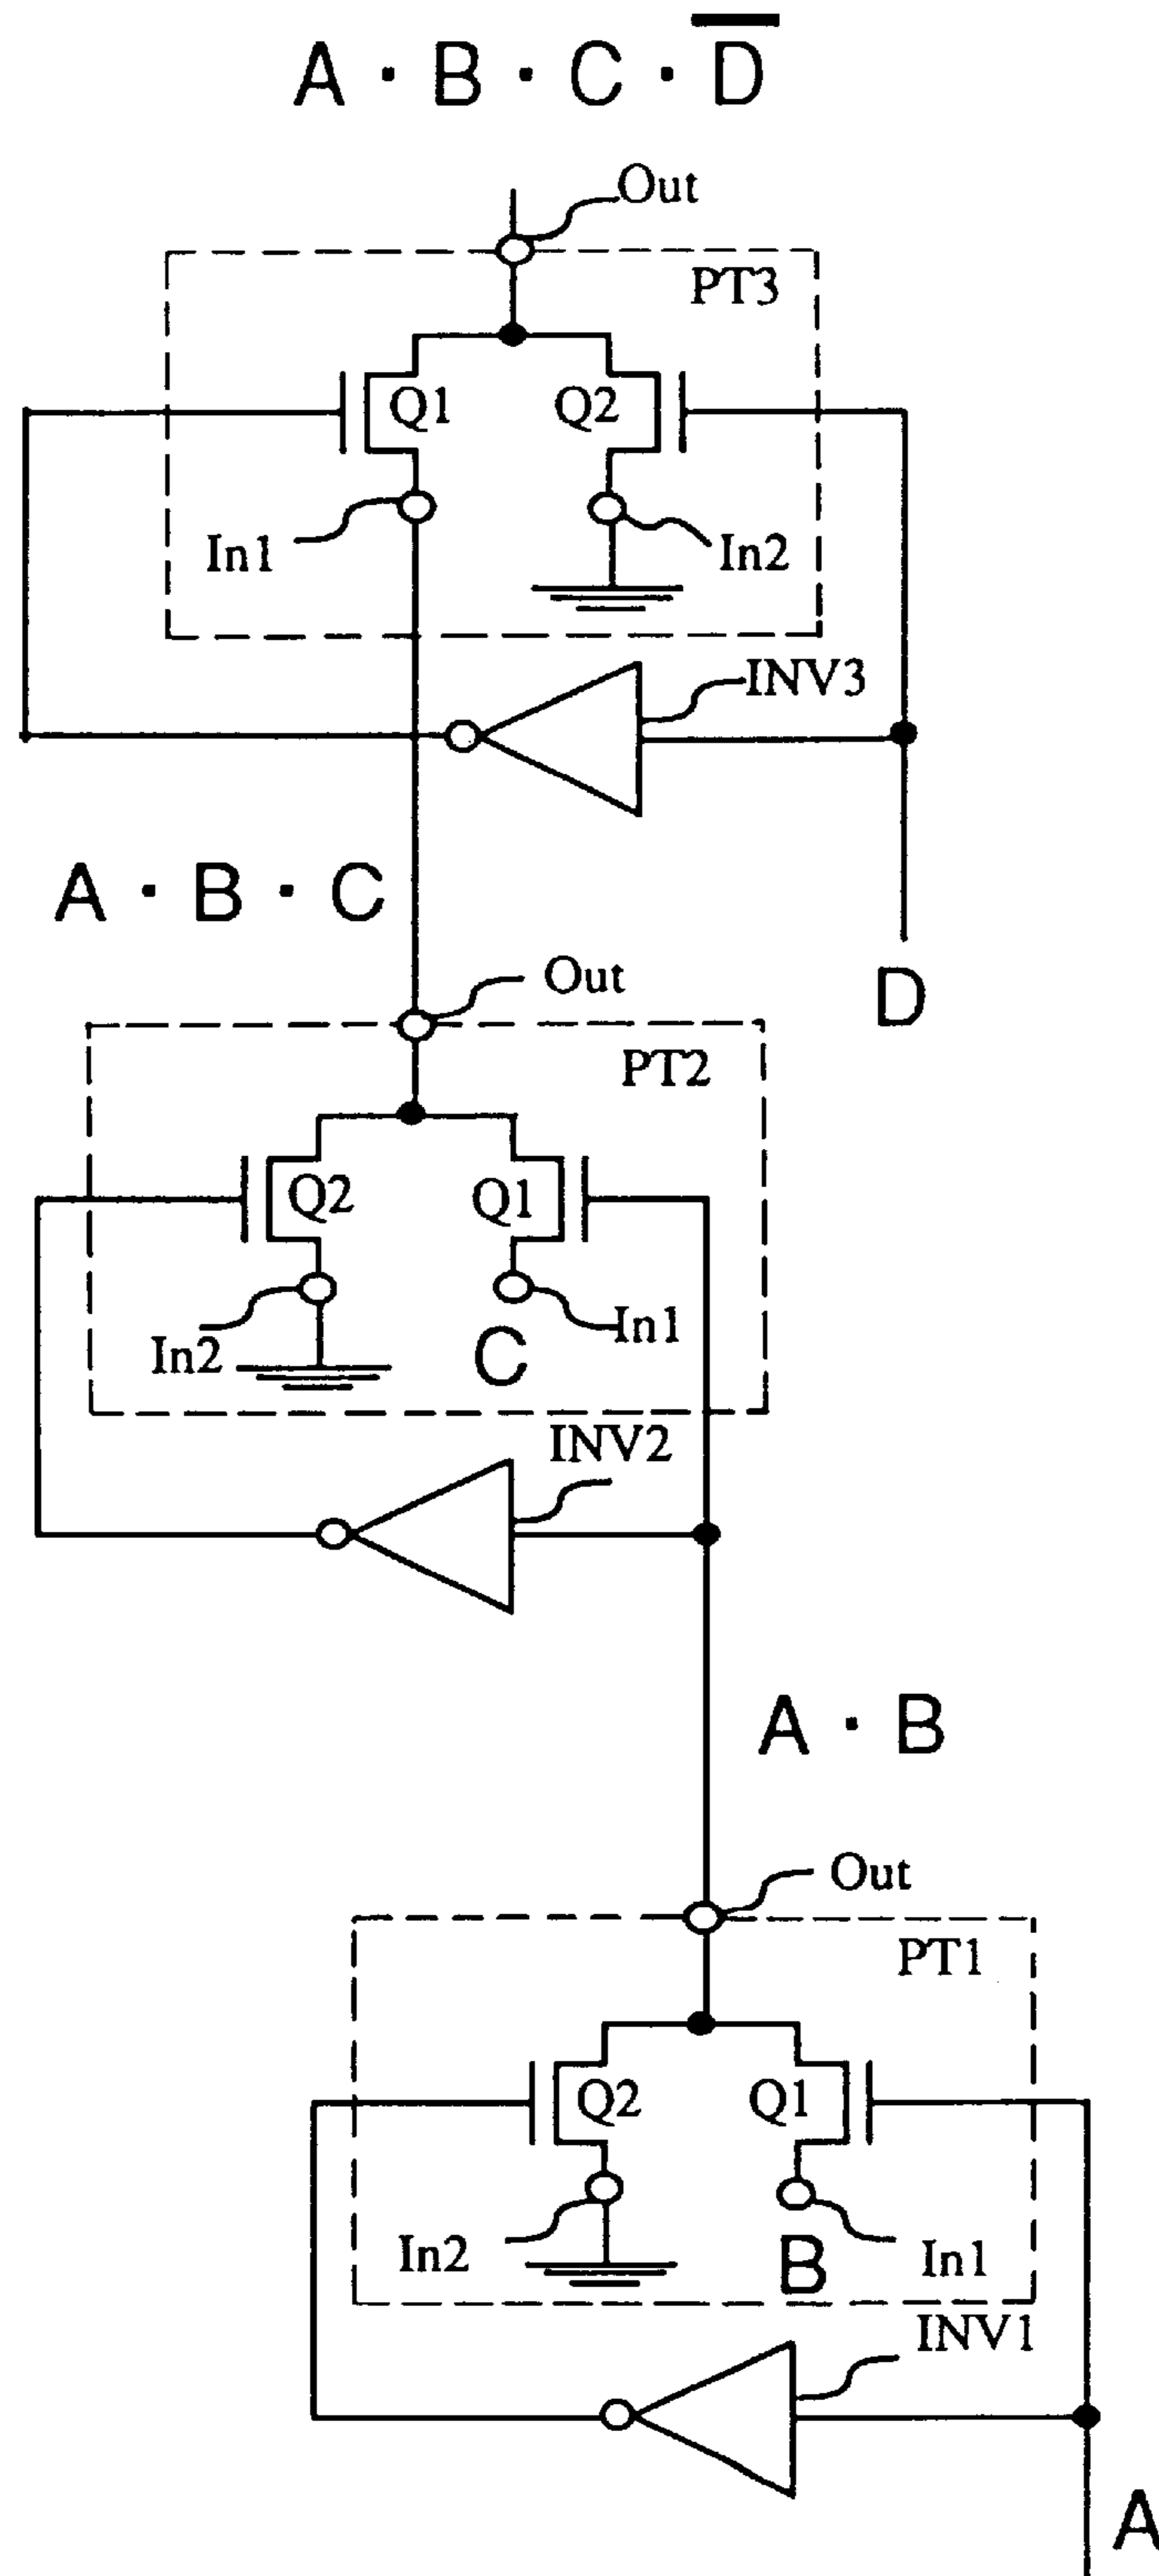 A · B · C · D̅
Out
PT3
Q1 Q2
In1 In2
INV3
A · B · C
Out
D
PT2
Q2 Q1
In2 C In1
INV2
A · B
Out
PT1
Q2 Q1
In2 B In1
INV1
A